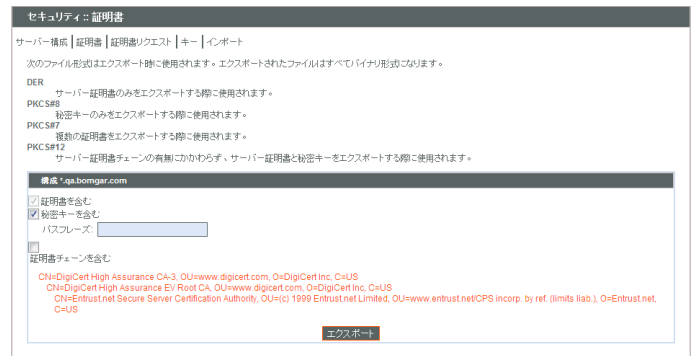 セキュリティ :: 証明書
サーバー構成 | 証明書 | 証明書リクエスト | キー | インポート
次のファイル形式はエクスポート時に使用されます。エクスポートされたファイルはすべてバイナリ形式になります。
DER
サーバー証明書のみをエクスポートする際に使用されます。
PKCS#8
秘密キーのみをエクスポートする際に使用されます。
PKCS#7
複数の証明書をエクスポートする際に使用されます。
PKCS#12
サーバー証明書チェーンの有無にかかわらず、サーバー証明書と秘密キーをエクスポートする際に使用されます。
構成 *.qa.bomgar.com
証明書を含む
秘密キーを含む
パスフレーズ:
証明書チェーンを含む
CN=DigiCert High Assurance CA-3, OU=www.digicert.com, O=DigiCert Inc, C=US
CN=DigiCert High Assurance EV Root CA, OU=www.digicert.com, O=DigiCert Inc, C=US
CN=Entrust.net Secure Server Certification Authority, OU=(c) 1999 Entrust.net Limited, OU=www.entrust.net/CPS incorp. by ref. (limits liab.), O=Entrust.net,
C=US
エクスポート